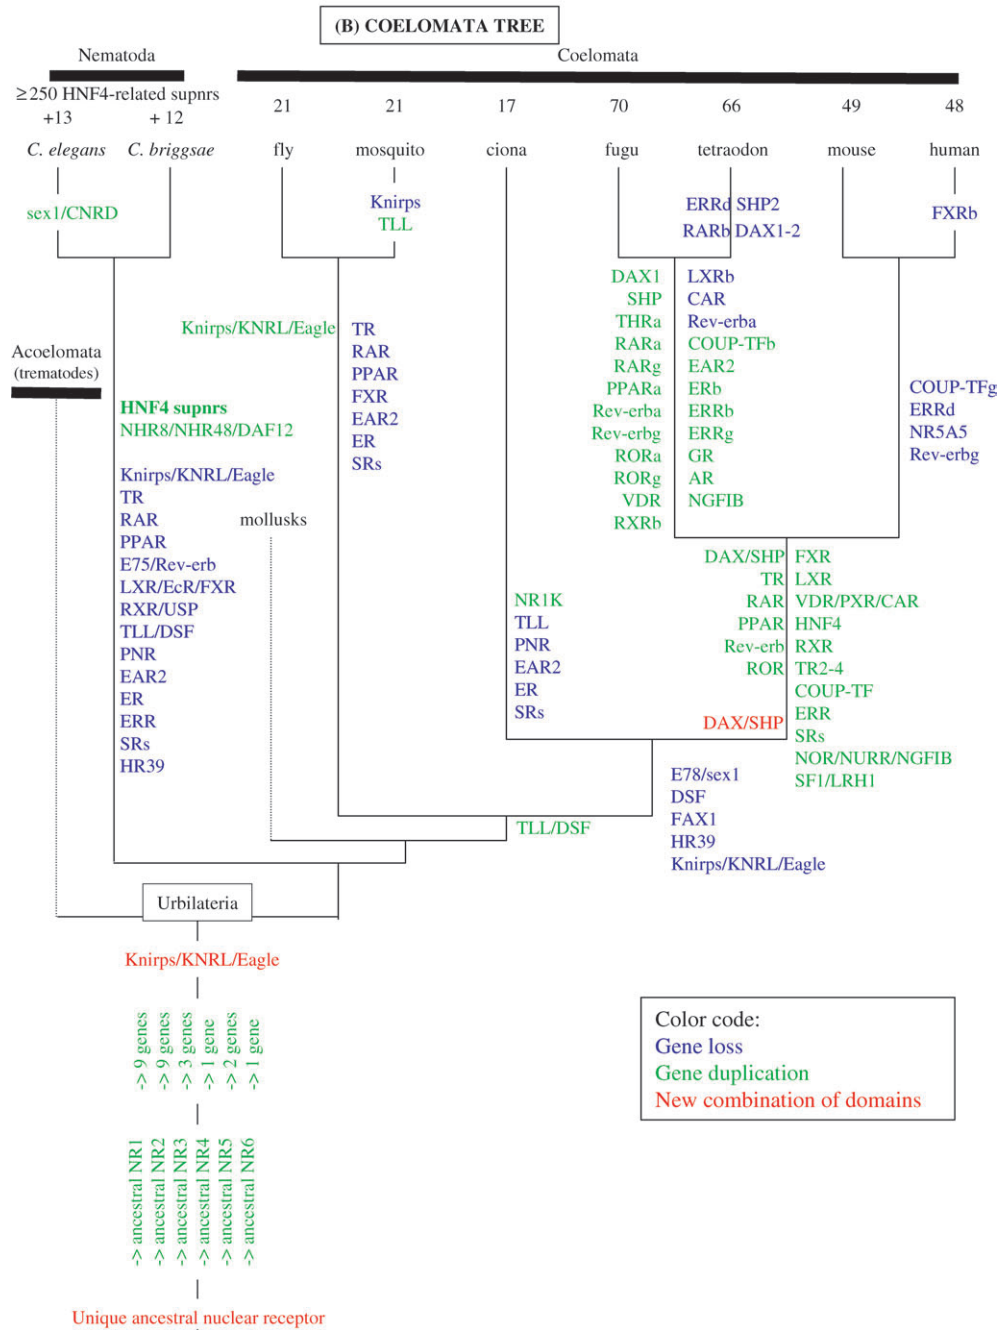 (B) COELOMATA TREE
Nematoda
Coelomata
≥250 HNF4-related supnrs
+13
+ 12
21
21
17
70
66
49
48
C. elegans
C. briggsae
fly
mosquito
ciona
fugu
tetraodon
mouse
human
sex1/CNRD
Knirps
TLL
ERRd SHP2
RARb DAX1-2
FXRb
Knirps/KNRL/Eagle
TR
RAR
PPAR
FXR
EAR2
ER
SRs
DAX1
SHP
THRa
RARa
RARg
PPARa
Rev-erba
Rev-erbg
RORa
RORg
VDR
RXRb
LXRb
CAR
Rev-erba
COUP-TFb
EAR2
ERb
ERRb
ERRg
GR
AR
NGFIB
COUP-TFg
ERRd
NR5A5
Rev-erbg
Acoelomata
(trematodes)
HNF4 supnrs
NHR8/NHR48/DAF12
Knirps/KNRL/Eagle
TR
RAR
PPAR
E75/Rev-erb
LXR/EcR/FXR
RXR/USP
TLL/DSF
PNR
EAR2
ER
ERR
SRs
HR39
mollusks
NR1K
TLL
PNR
EAR2
ER
SRs
DAX/SHP
TR
RAR
PPAR
Rev-erb
ROR
DAX/SHP
FXR
LXR
VDR/PXR/CAR
HNF4
RXR
TR2-4
COUP-TF
ERR
SRs
NOR/NURR/NGFIB
SF1/LRH1
E78/sex1
DSF
FAX1
HR39
Knirps/KNRL/Eagle
TLL/DSF
Urbilateria
Knirps/KNRL/Eagle
-> 9 genes
-> 9 genes
-> 3 genes
-> 1 gene
-> 2 genes
-> 1 gene
-> ancestral NR1
-> ancestral NR2
-> ancestral NR3
-> ancestral NR4
-> ancestral NR5
-> ancestral NR6
Unique ancestral nuclear receptor
Color code:
Gene loss
Gene duplication
New combination of domains